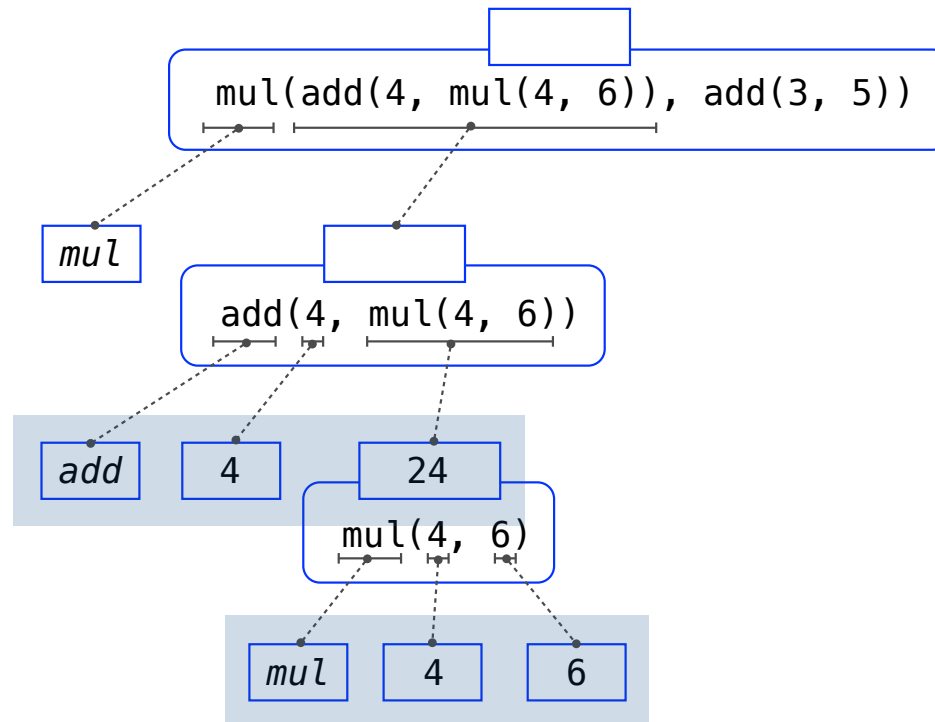 mul(add(4, mul(4, 6)), add(3, 5))
mul
add(4, mul(4, 6))
add 4 24
mul(4, 6)
mul 4 6